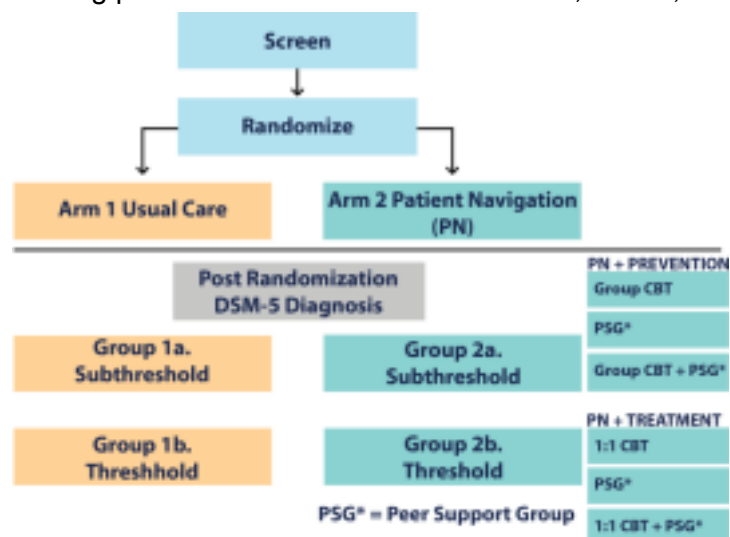 Screen
Randomize
Arm 1 Usual Care
Arm 2 Patient Navigation
(PN)
Post Randomization
DSM-5 Diagnosis
PN + PREVENTION
Group CBT
PSG*
Group CBT + PSG*
Group 1a.
Subthreshold
Group 2a.
Subthreshold
PN + TREATMENT
1:1 CBT
PSG*
1:1 CBT + PSG*
Group 1b.
Threshhold
Group 2b.
Threshold
PSG* = Peer Support Group